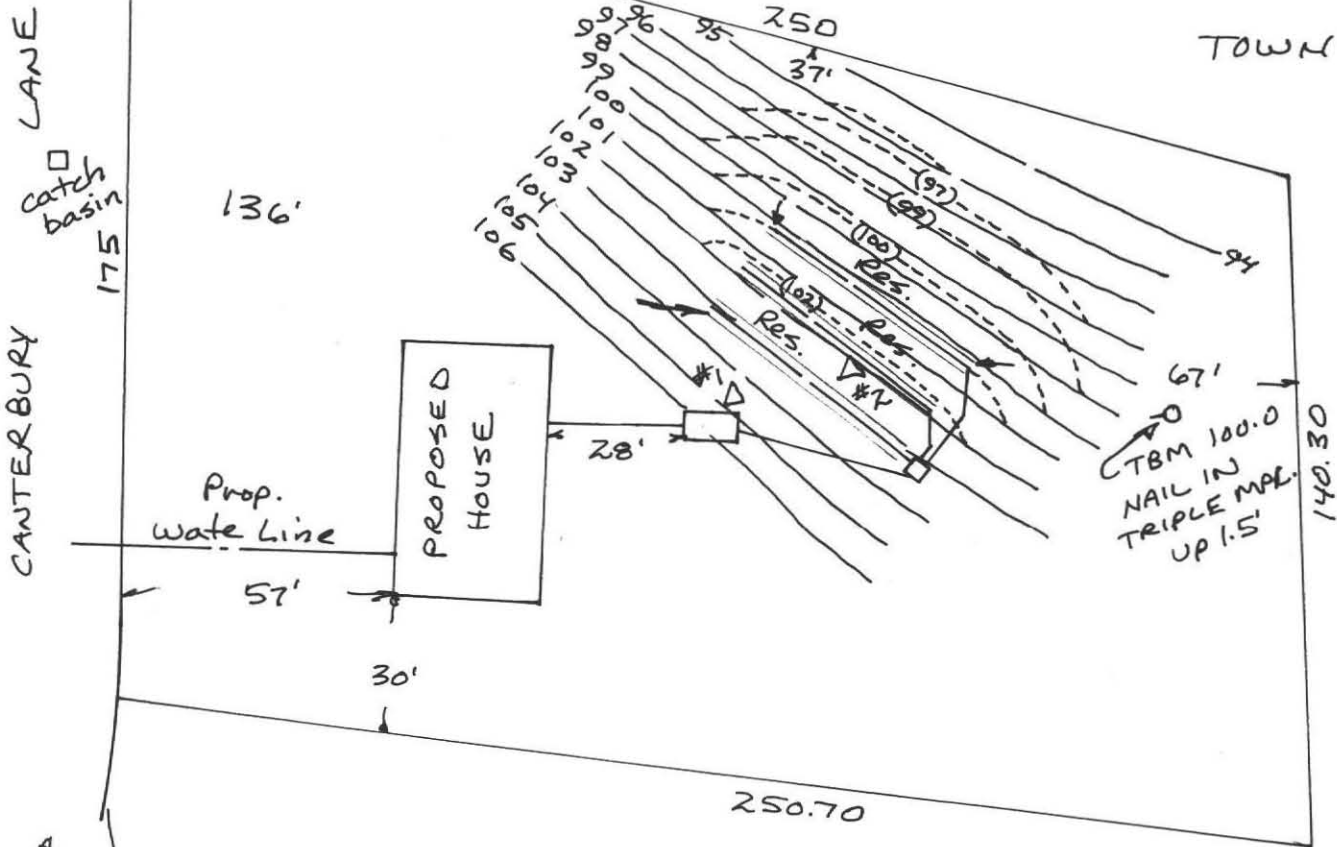 CANTERBURY LANE
catch
basin
175
136'
250
37'
TOWN
97
96
95
98
99
100
101
102
103
104
105
106
(97)
(99)
(100)
Res.
(102)
Res.
Res.
94
#1
#2
67'
TBM 100.0
NAIL IN
TRIPLE MPL.
UP 1.5'
140.30
28'
PROPOSED
HOUSE
Prop.
Wate Line
57'
30'
250.70